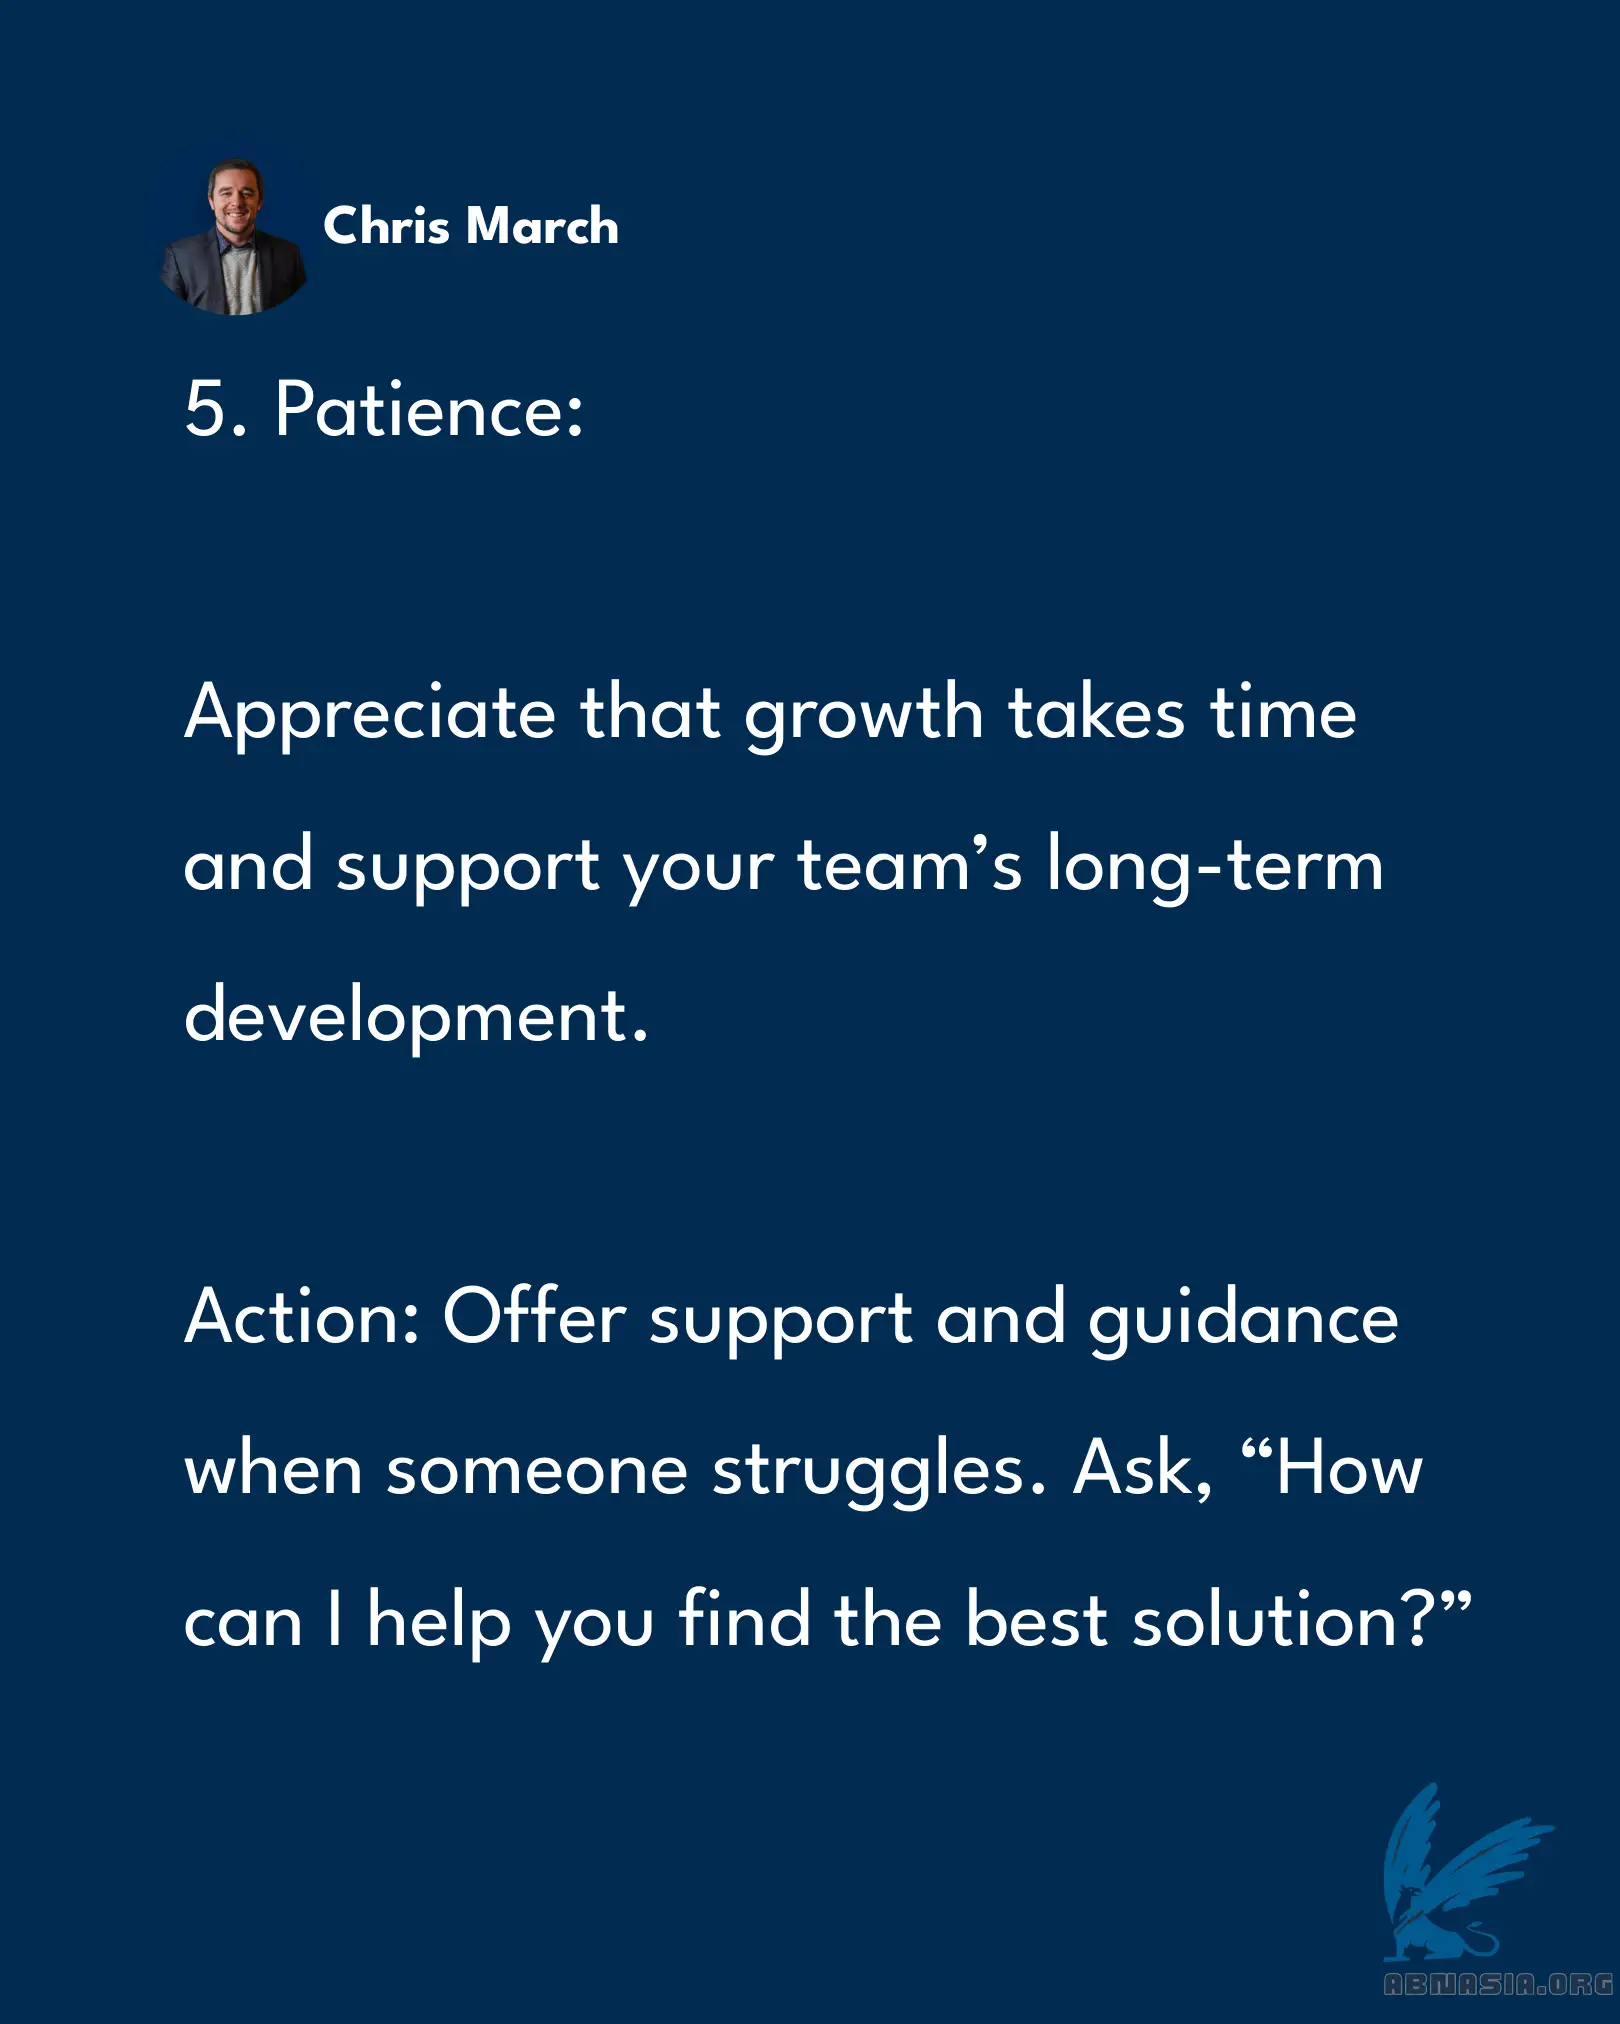 Chris March
5. Patience:
Appreciate that growth takes time
and support your team’s long-term
development.
Action: Offer support and guidance
when someone struggles. Ask, “How
can I help you find the best solution?”
ABNASIA.ORG